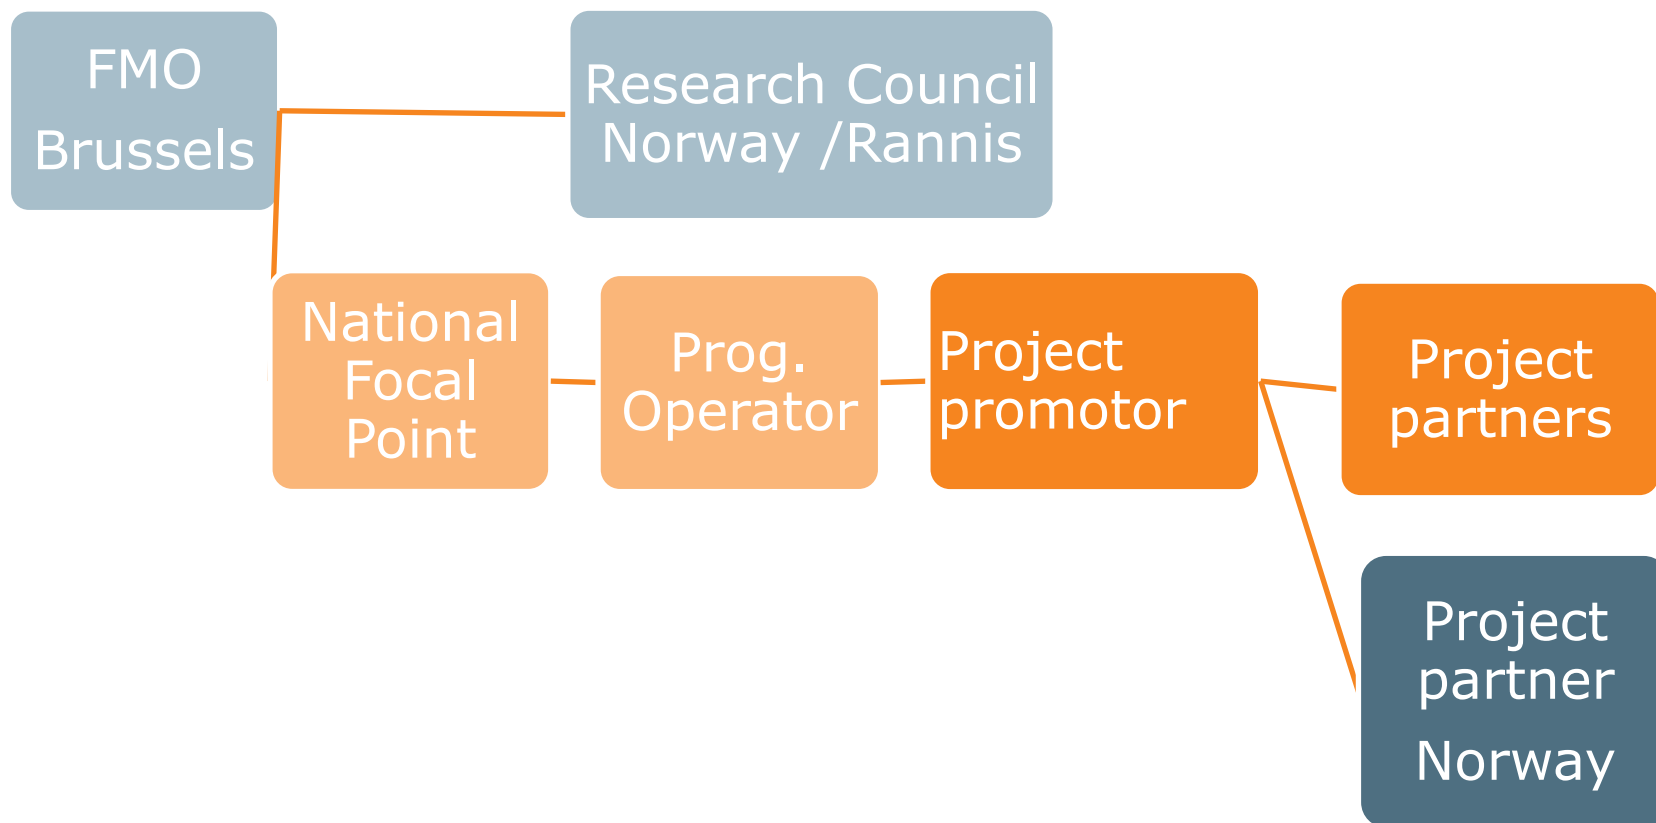 FMO
Brussels
Research Council
Norway /Rannis
National
Focal
Point
Prog.
Operator
Project
promotor
Project
partners
Project
partner
Norway